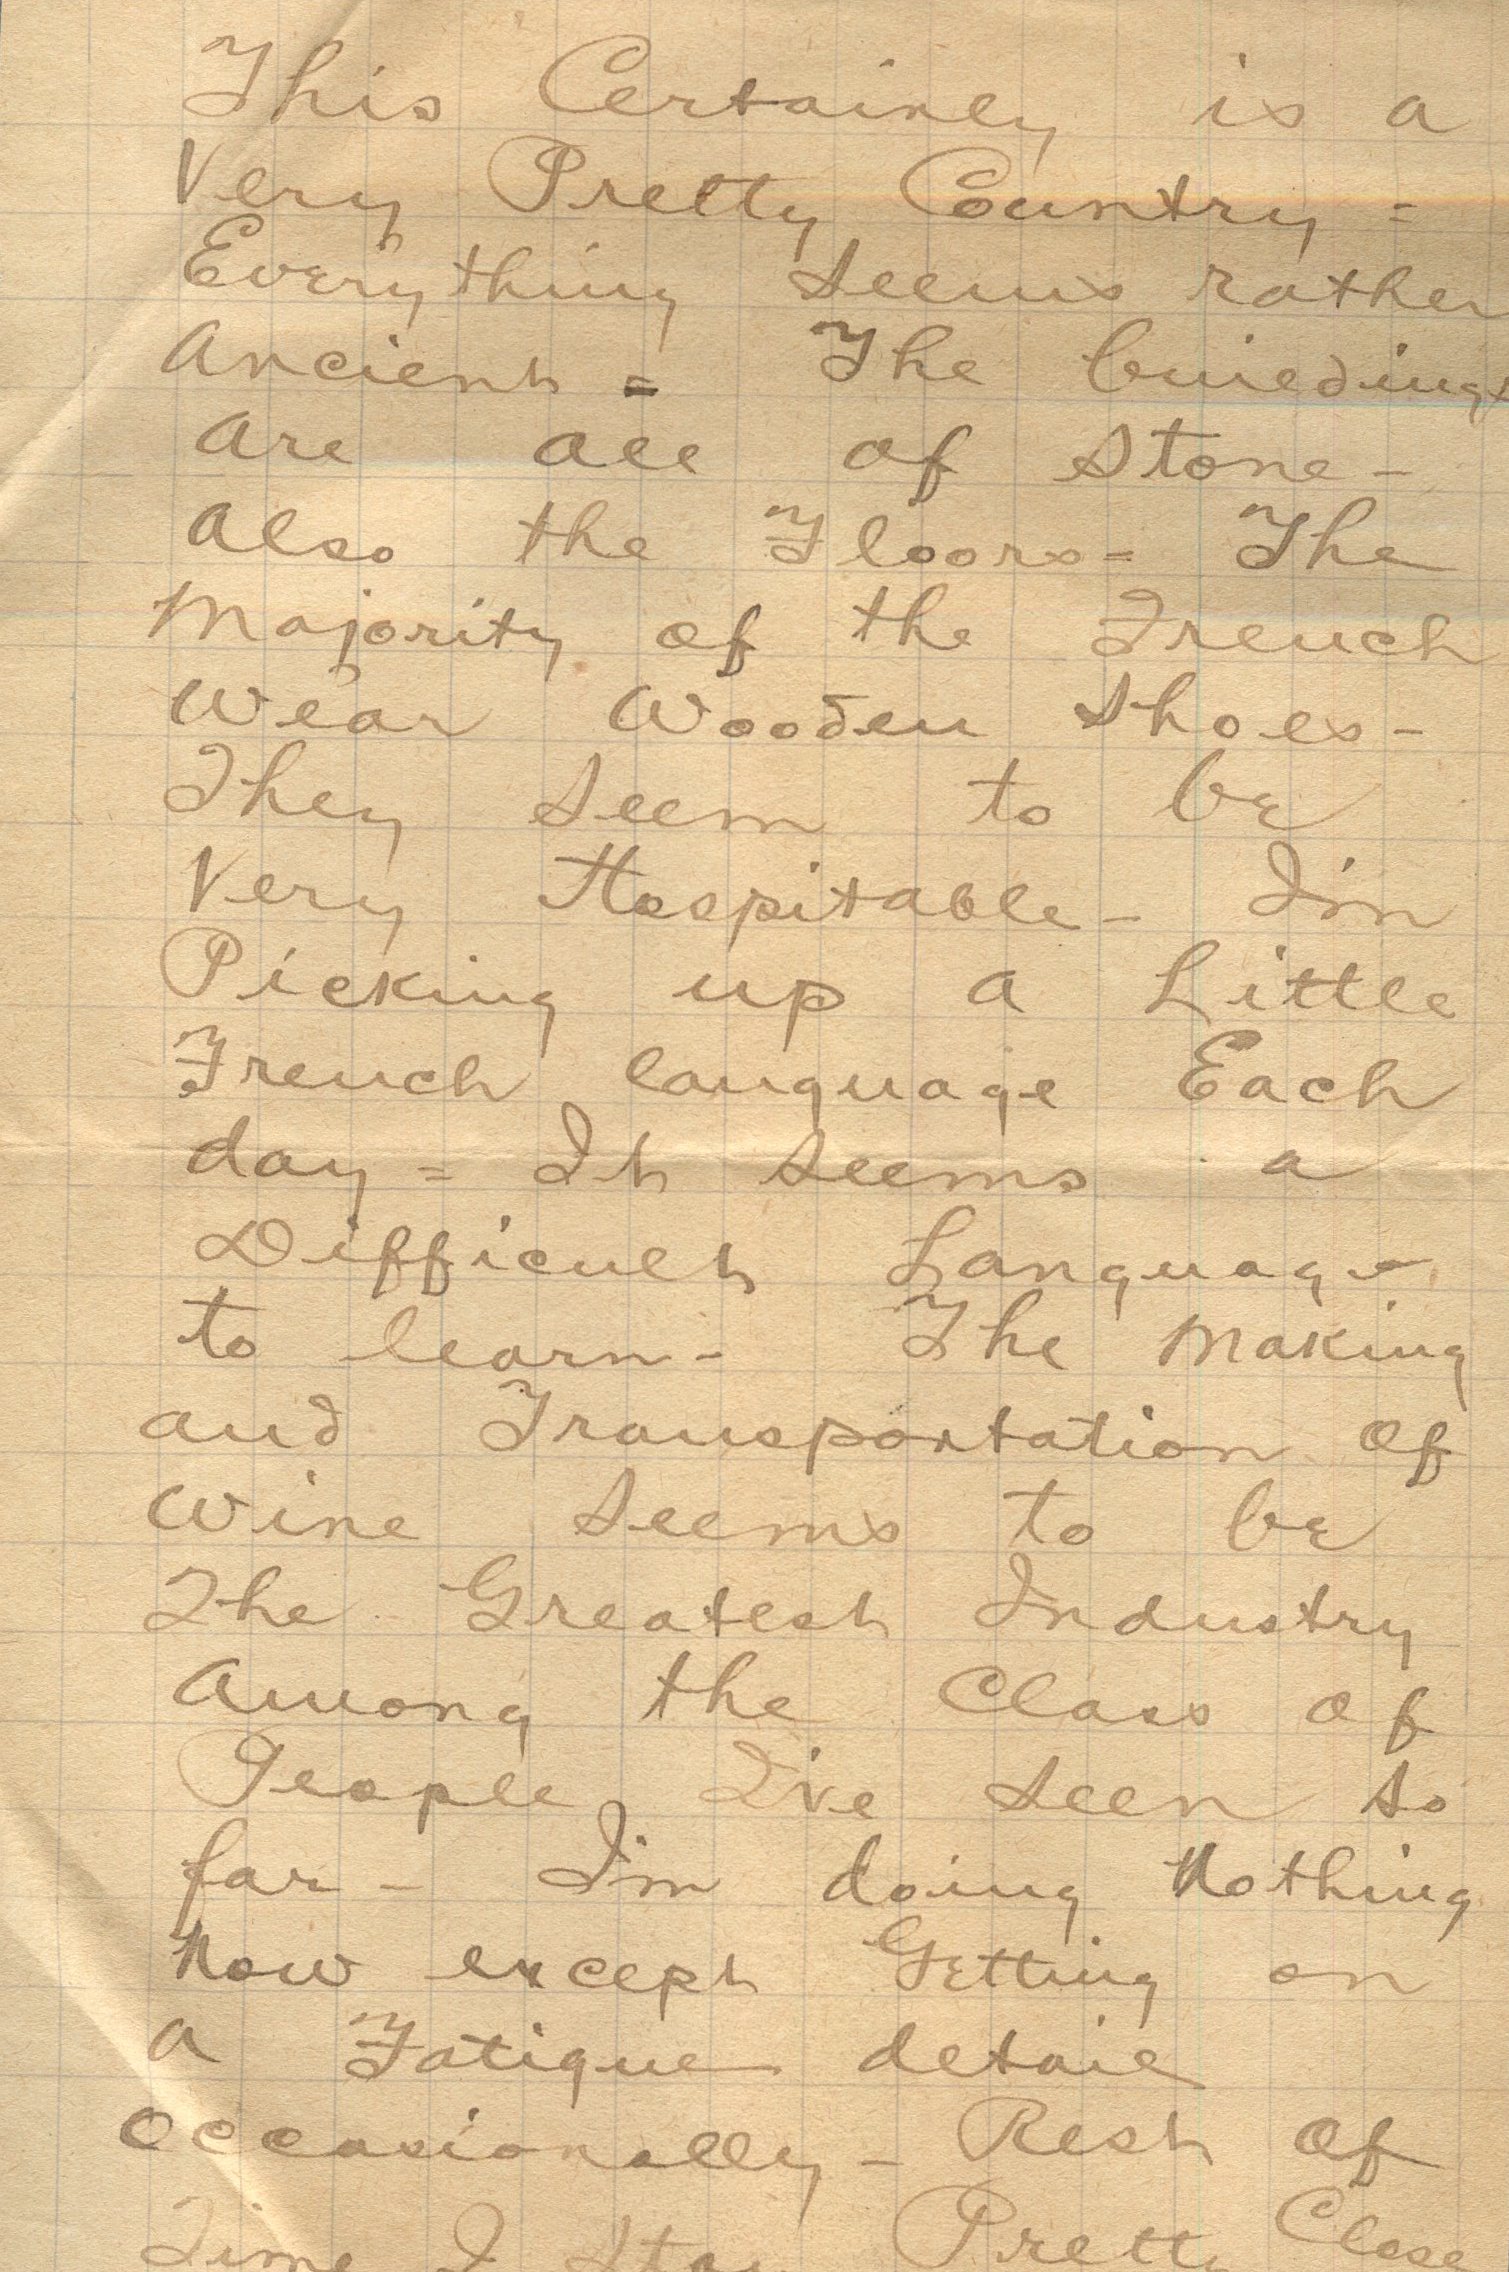 This Certainly is a
Very Pretty Country =
Everything seems rather
Ancient = The buildings
Are all of Stone -
Also the Floors = The
Majority of the French
Wear Wooden Shoes -
They seem to be
Very Hospitable - I'm
Picking up a Little
French language Each
day = It seems a
Difficult Language
to learn - The Making
and Transportation of
Wine seems to be
The Greatest Industry
Among the Class of
People I've seen so
far - I'm doing Nothing
Now except Getting on
a Fatigue detail
Occasionally - Rest of
Time I Stay Pretty Close